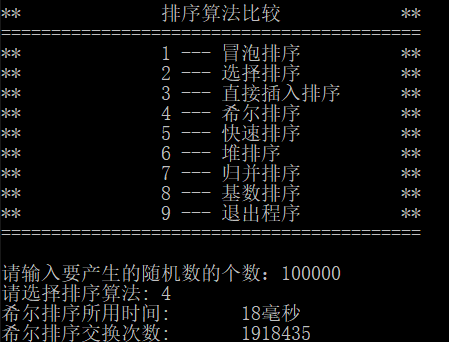 ** 排序算法比较 **
========================================
** 1 --- 冒泡排序 **
** 2 --- 选择排序 **
** 3 --- 直接插入排序 **
** 4 --- 希尔排序 **
** 5 --- 快速排序 **
** 6 --- 堆排序 **
** 7 --- 归并排序 **
** 8 --- 基数排序 **
** 9 --- 退出程序 **
========================================
请输入要产生的随机数的个数：100000
请选择排序算法: 4
希尔排序所用时间: 18毫秒
希尔排序交换次数: 1918435